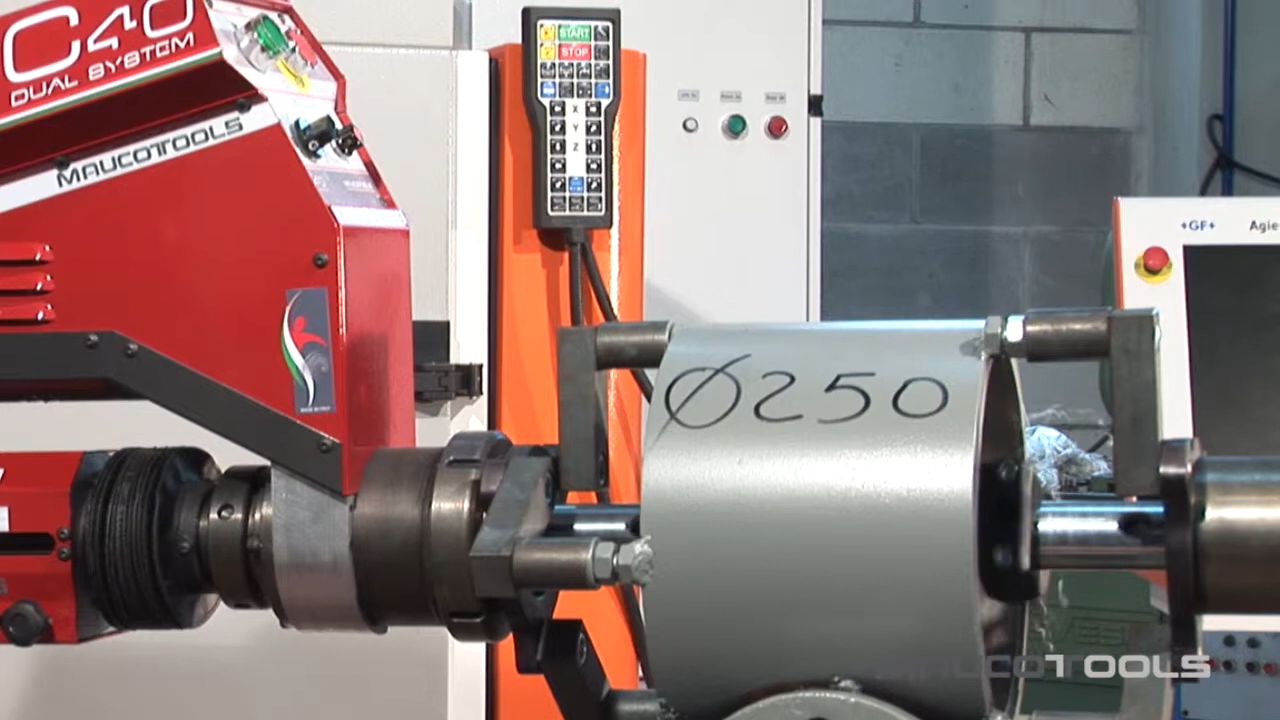 C40
DUAL SYSTEM
MAUCOTOOLS
START
STOP
X
Y
Z
+GF+
Agie
Ø250
MAUCOTOOLS